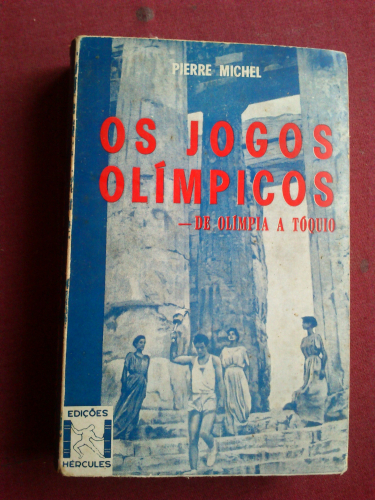 PIERRE MICHEL
OS JOGOS
OLÍMPICOS
— DE OLÍMPIA A TÓQUIO
EDIÇÕES
HÉRCULES